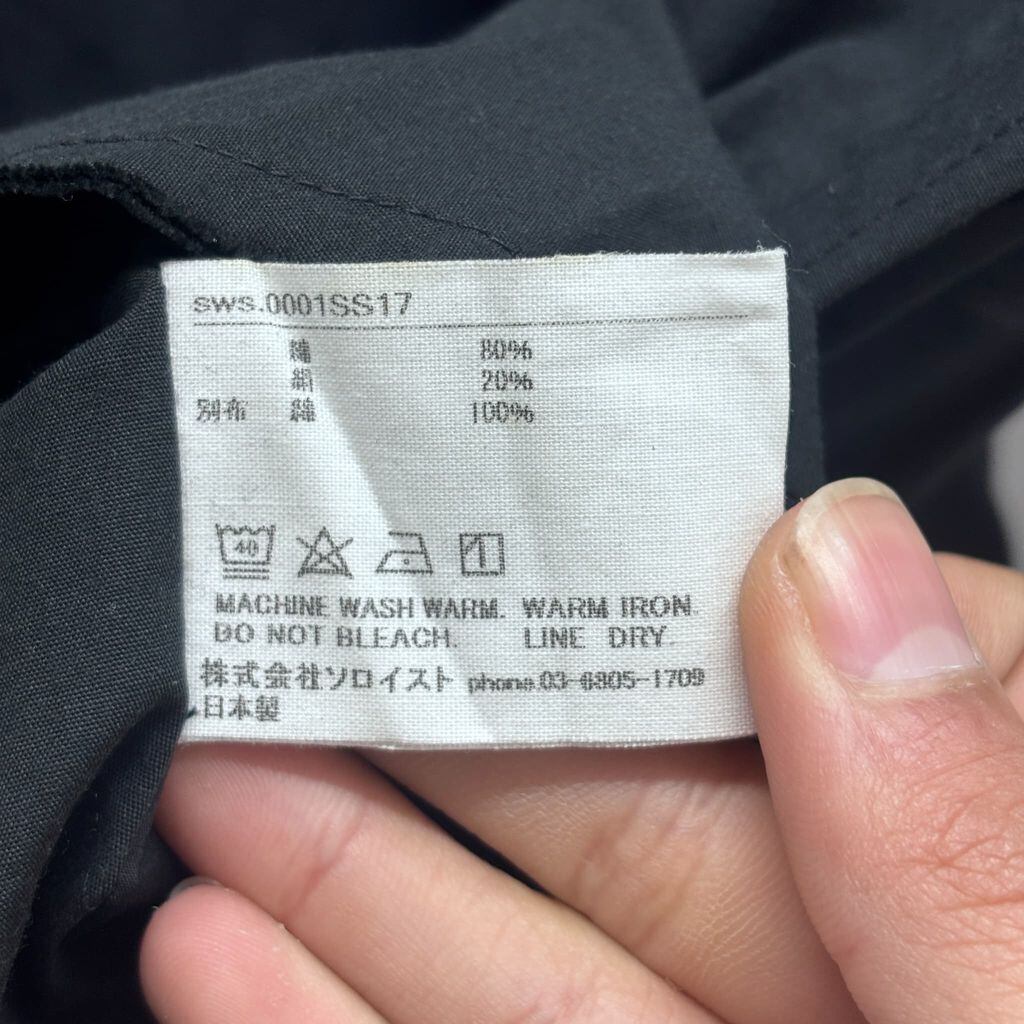 sws.0001SS17
綿 80%
絹 20%
別布 綿 100%
40
MACHINE WASH WARM. WARM IRON.
DO NOT BLEACH. LINE DRY.
株式会社ソロイスト phone.03-6805-1709
日本製